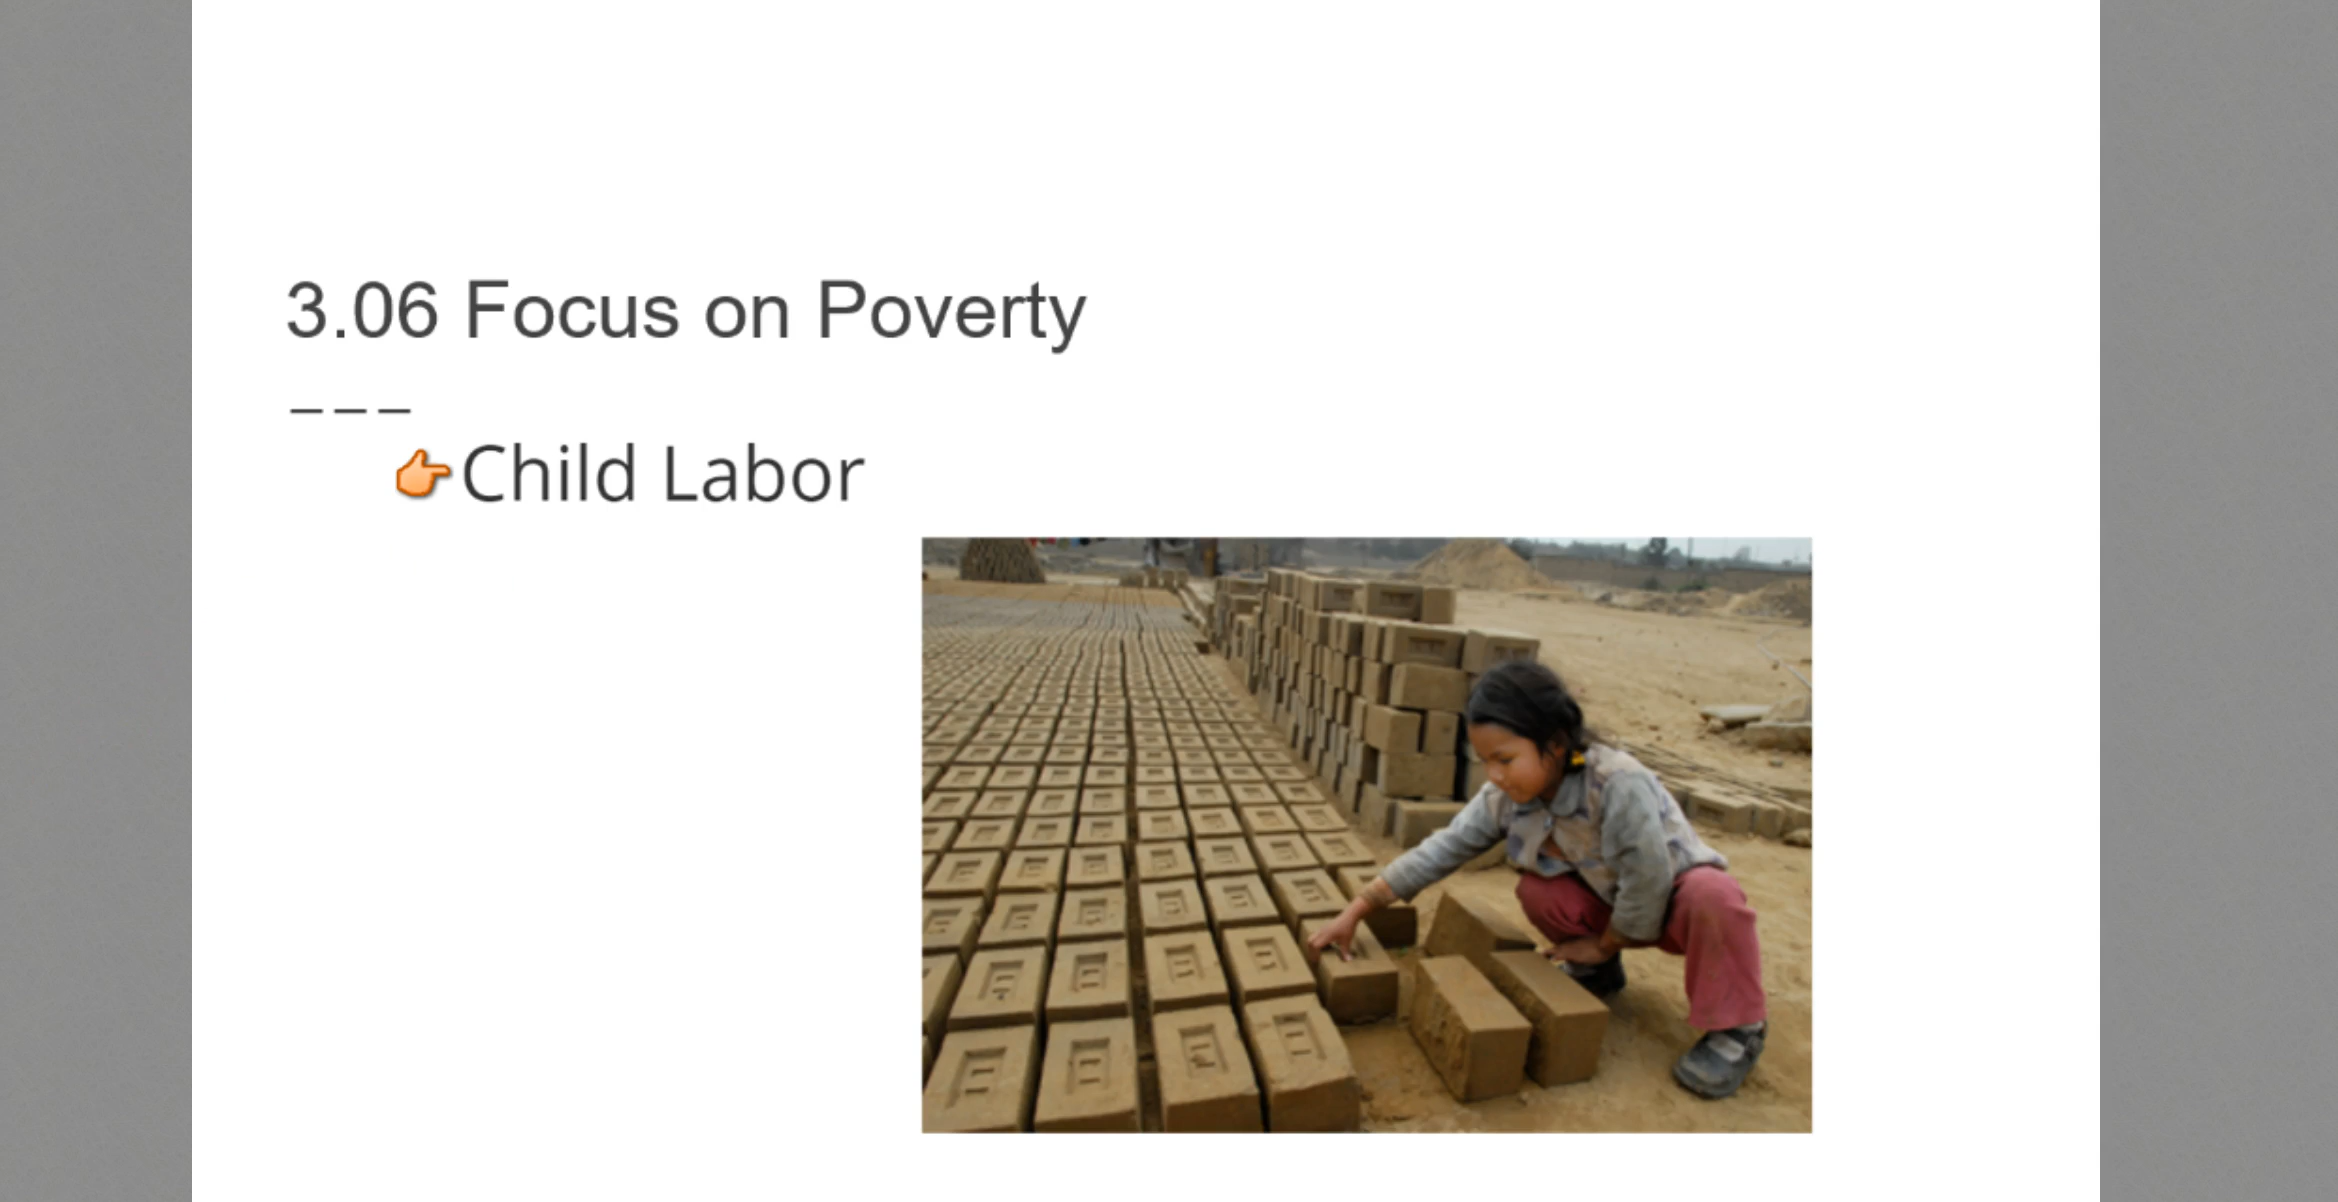 3.06 Focus on Poverty
---
👉Child Labor